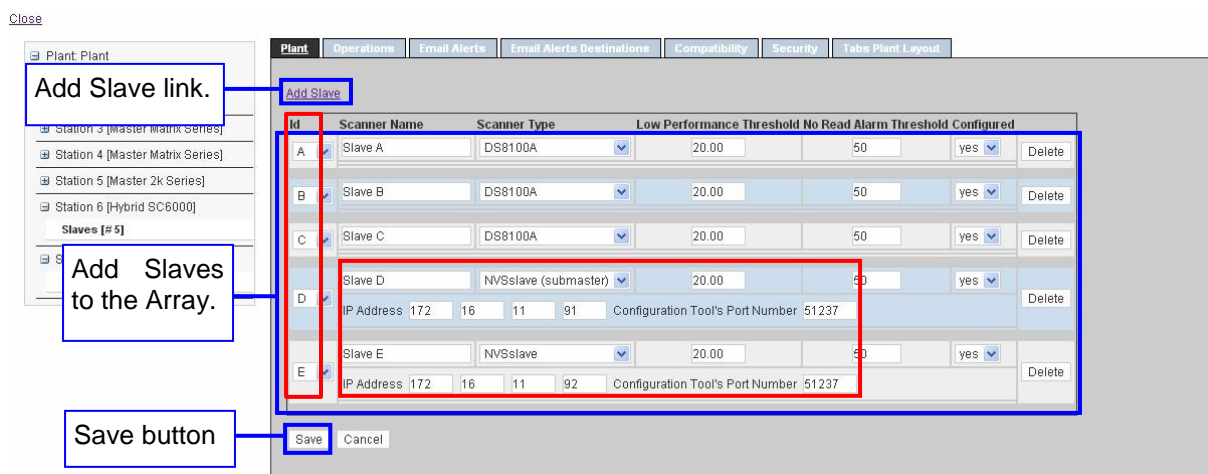 Close
Plant: Plant
Add Slave link.
Station 3 [Master Matrix Series]
Station 4 [Master Matrix Series]
Station 5 [Master 2k Series]
Station 6 [Hybrid SC6000]
Slaves [# 5]
S
Add Slaves
to the Array.
Save button
Plant Operations Email Alerts Email Alerts Destinations Compatibility Security Tabs Plant Layout
Add Slave
Id Scanner Name Scanner Type Low Performance Threshold No Read Alarm Threshold Configured
A Slave A DS8100A 20.00 50 yes Delete
B Slave B DS8100A 20.00 50 yes Delete
C Slave C DS8100A 20.00 50 yes Delete
D Slave D NVSslave (submaster) 20.00 50 yes Delete
IP Address 172 16 11 91 Configuration Tool's Port Number 51237
E Slave E NVSslave 20.00 50 yes Delete
IP Address 172 16 11 92 Configuration Tool's Port Number 51237
Save Cancel